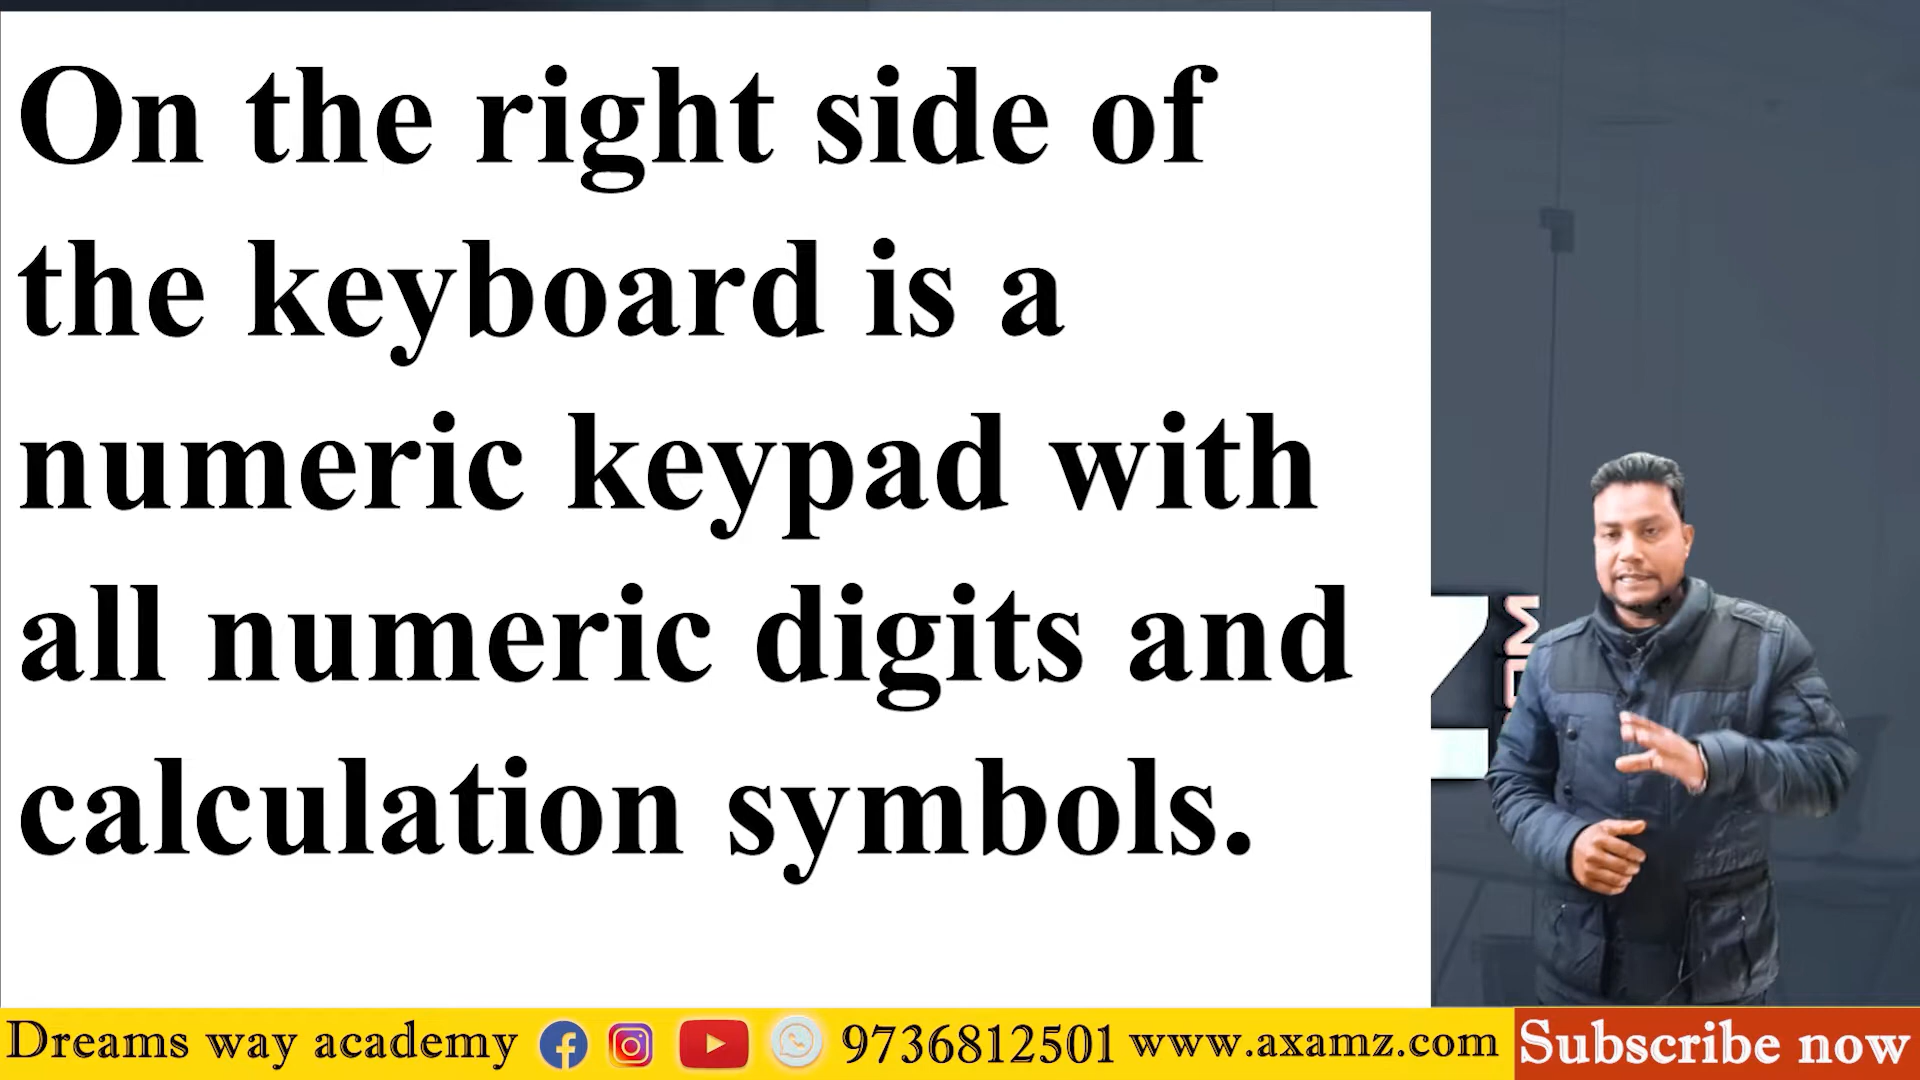 On the right side of
the keyboard is a
numeric keypad with
all numeric digits and
calculation symbols.
Dreams way academy 9736812501 www.axamz.com Subscribe now